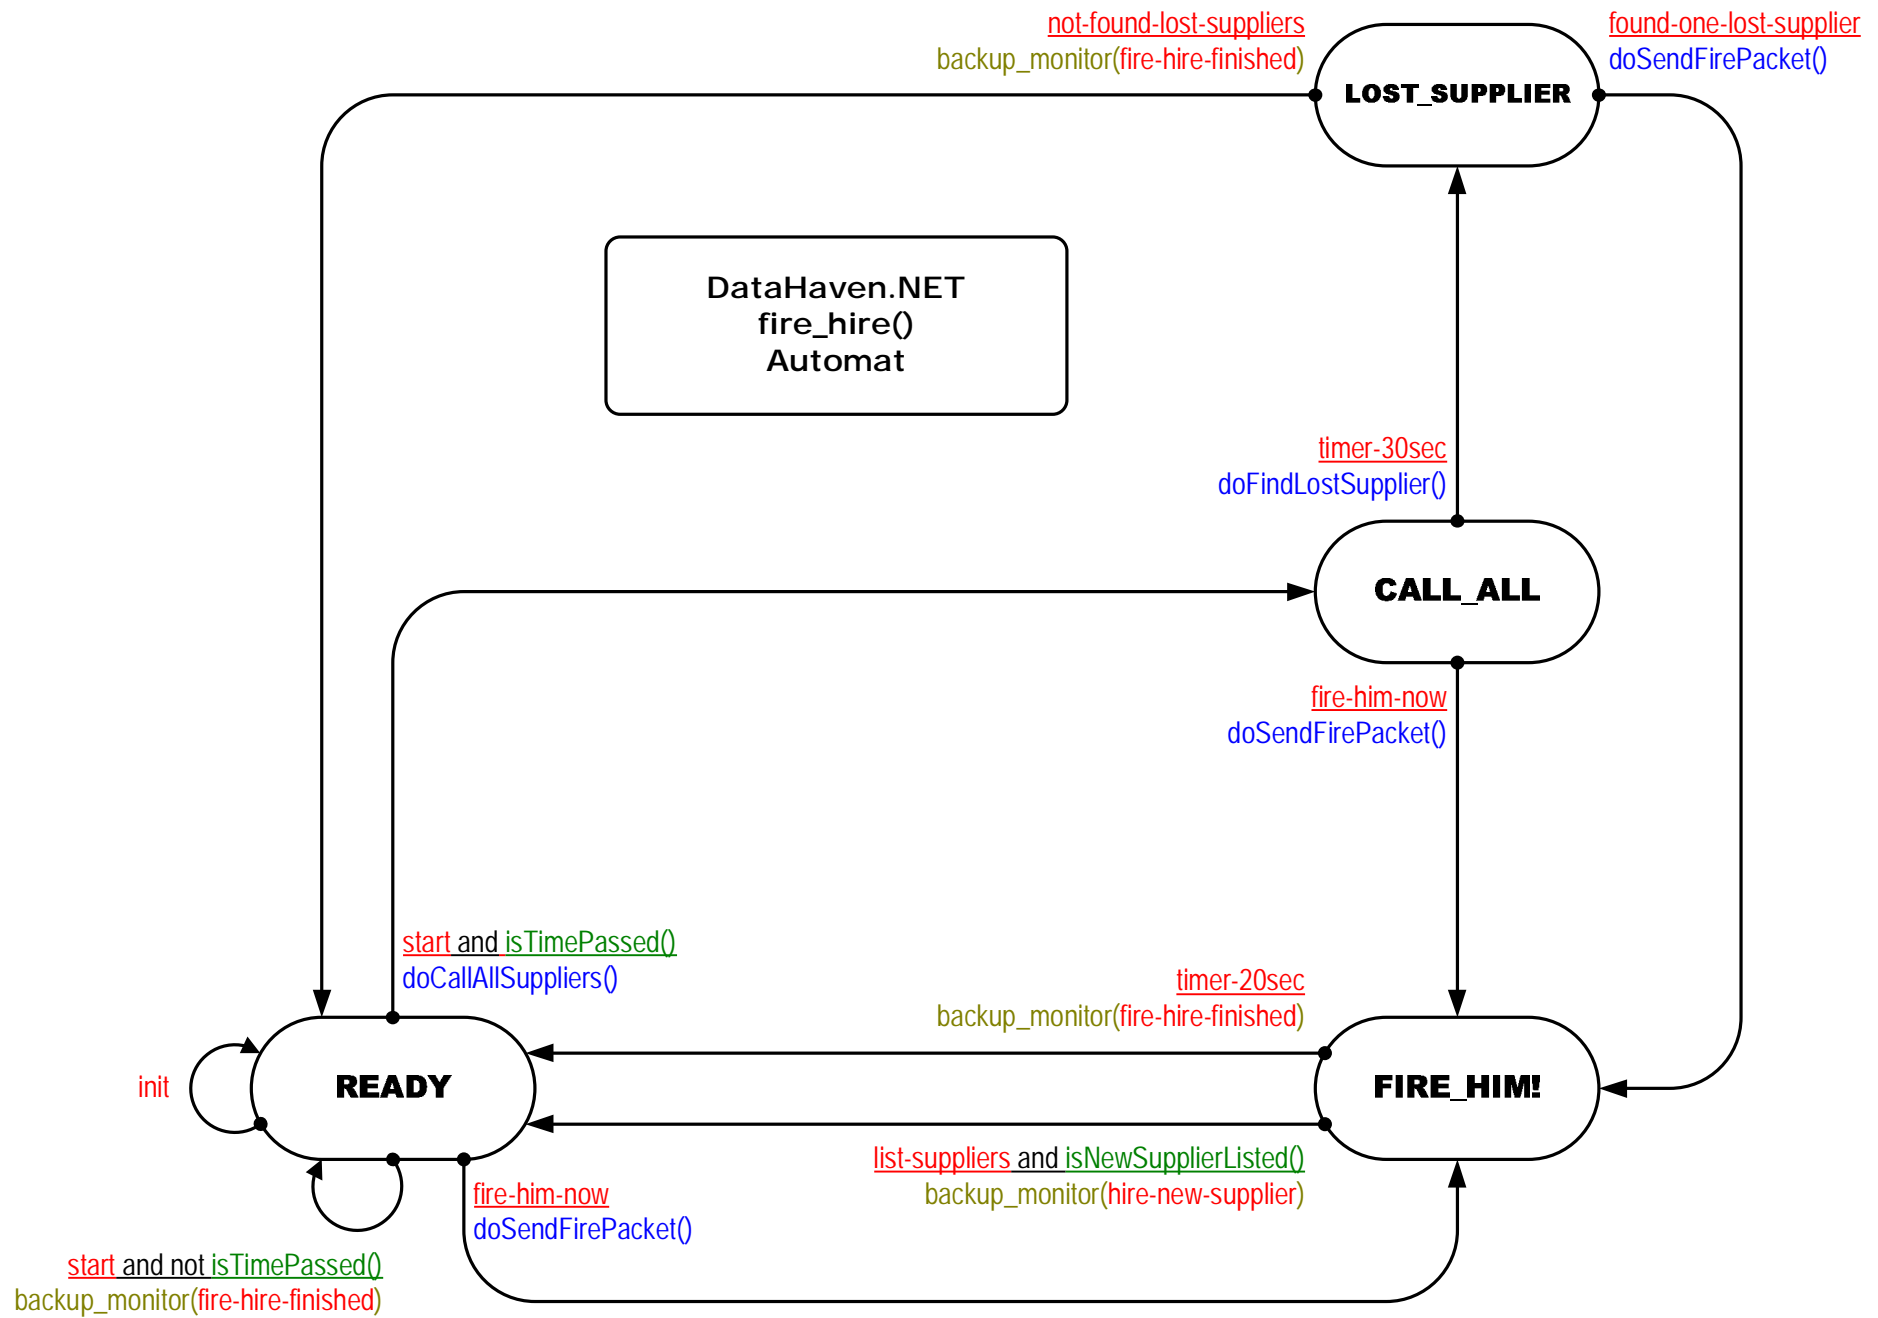 not-found-lost-suppliers
backup_monitor(fire-hire-finished)
LOST_SUPPLIER
found-one-lost-supplier
doSendFirePacket()
DataHaven.NET
fire_hire()
Automat
timer-30sec
doFindLostSupplier()
CALL_ALL
fire-him-now
doSendFirePacket()
start and isTimePassed()
doCallAllSuppliers()
timer-20sec
backup_monitor(fire-hire-finished)
init
READY
FIRE_HIM!
list-suppliers and isNewSupplierListed()
backup_monitor(hire-new-supplier)
fire-him-now
doSendFirePacket()
start and not isTimePassed()
backup_monitor(fire-hire-finished)